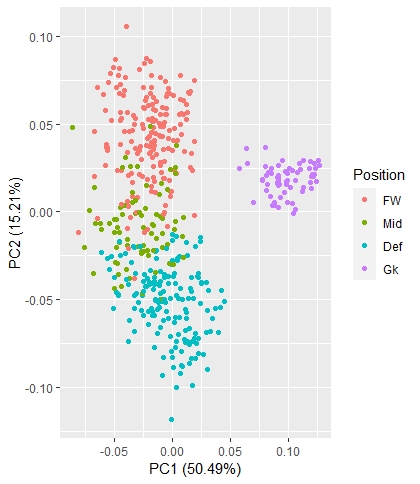 0.10
0.05
0.00
-0.05
-0.10
PC2 (15.21%)
-0.05 0.00 0.05 0.10
PC1 (50.49%)
Position
FW
Mid
Def
Gk